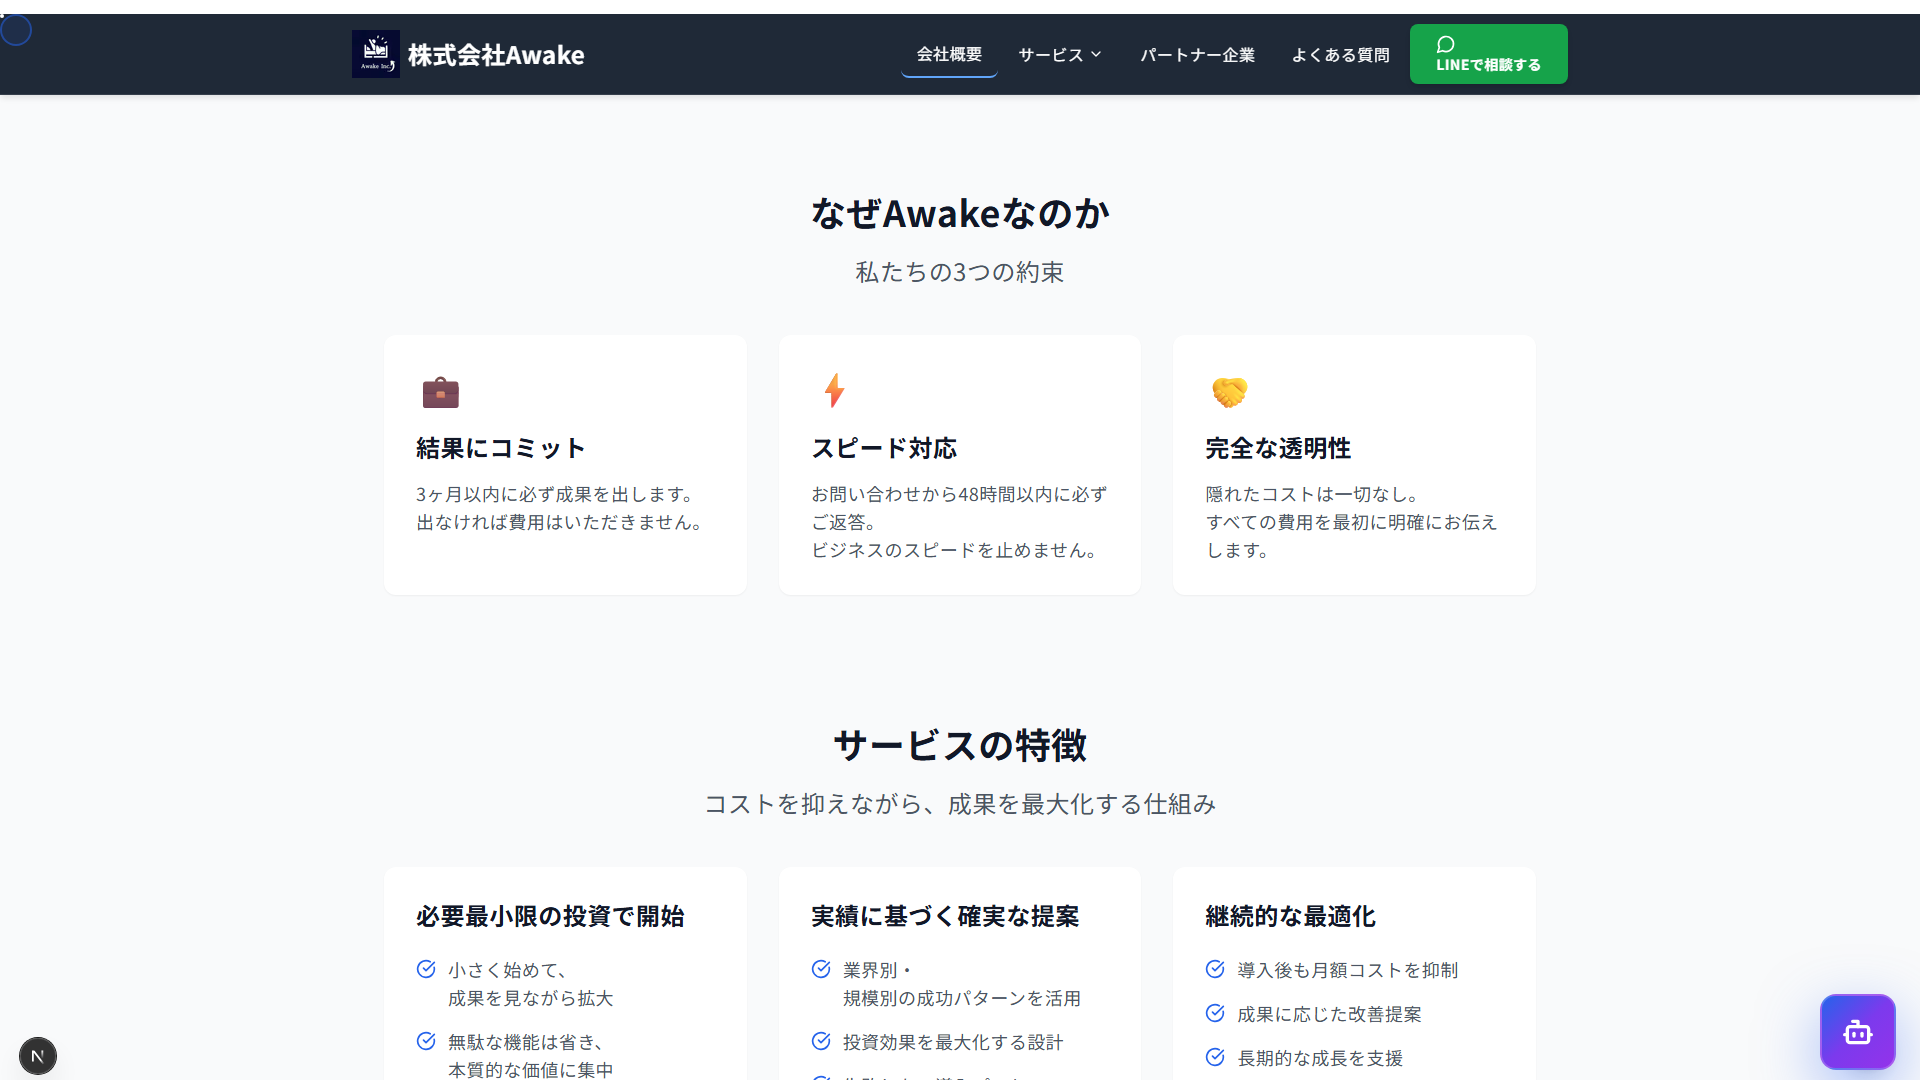 Awake Inc.
株式会社Awake
会社概要
サービス
パートナー企業
よくある質問
LINEで相談する
なぜAwakeなのか
私たちの3つの約束
結果にコミット
3ヶ月以内に必ず成果を出します。
出なければ費用はいただきません。
スピード対応
お問い合わせから48時間以内に必ず
ご返答。
ビジネスのスピードを止めません。
完全な透明性
隠れたコストは一切なし。
すべての費用を最初に明確にお伝え
します。
サービスの特徴
コストを抑えながら、成果を最大化する仕組み
必要最小限の投資で開始
小さく始めて、
成果を見ながら拡大
無駄な機能は省き、
本質的な価値に集中
実績に基づく確実な提案
業界別・
規模別の成功パターンを活用
投資効果を最大化する設計
継続的な最適化
導入後も月額コストを抑制
成果に応じた改善提案
長期的な成長を支援
N